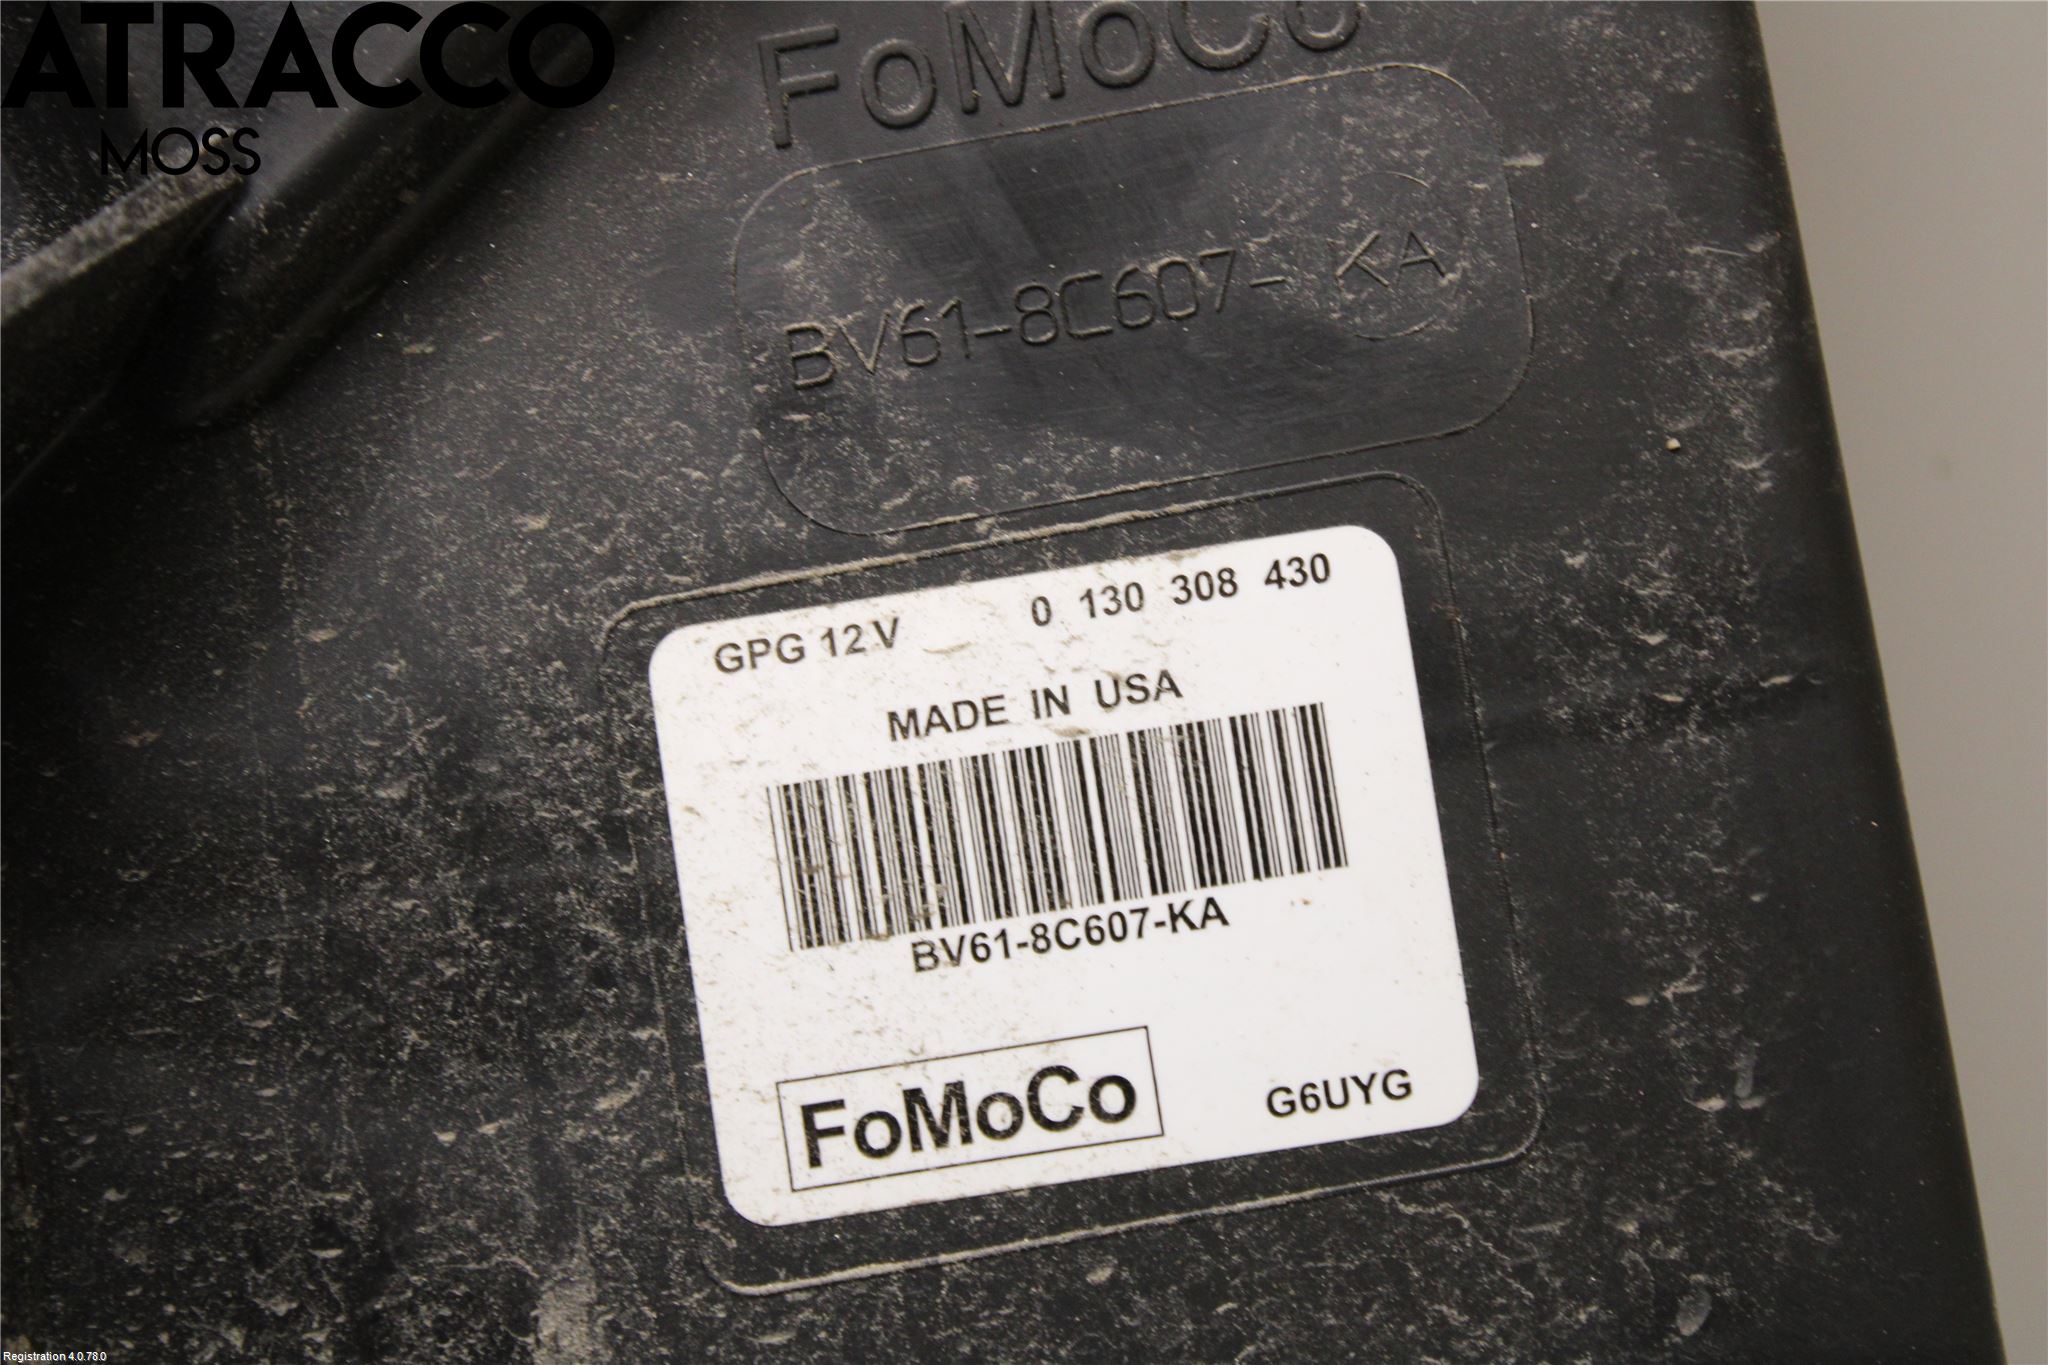 ATRACCO
MOSS
FoMoCo
BV61-8C607- KA
GPG 12V 0 130 308 430
MADE IN USA
BV61-8C607-KA
FoMoCo
G6UYG
Registration 4.0.78.0